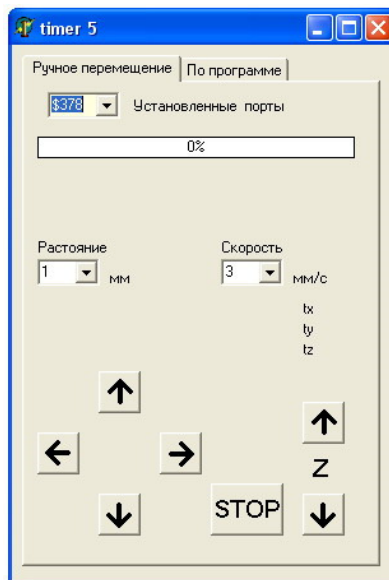 timer 5
Ручное перемещение По программе
$378 Установленные порты
0%
Растояние Скорость
1 мм 3 мм/с
tx
ty
tz
Z
STOP